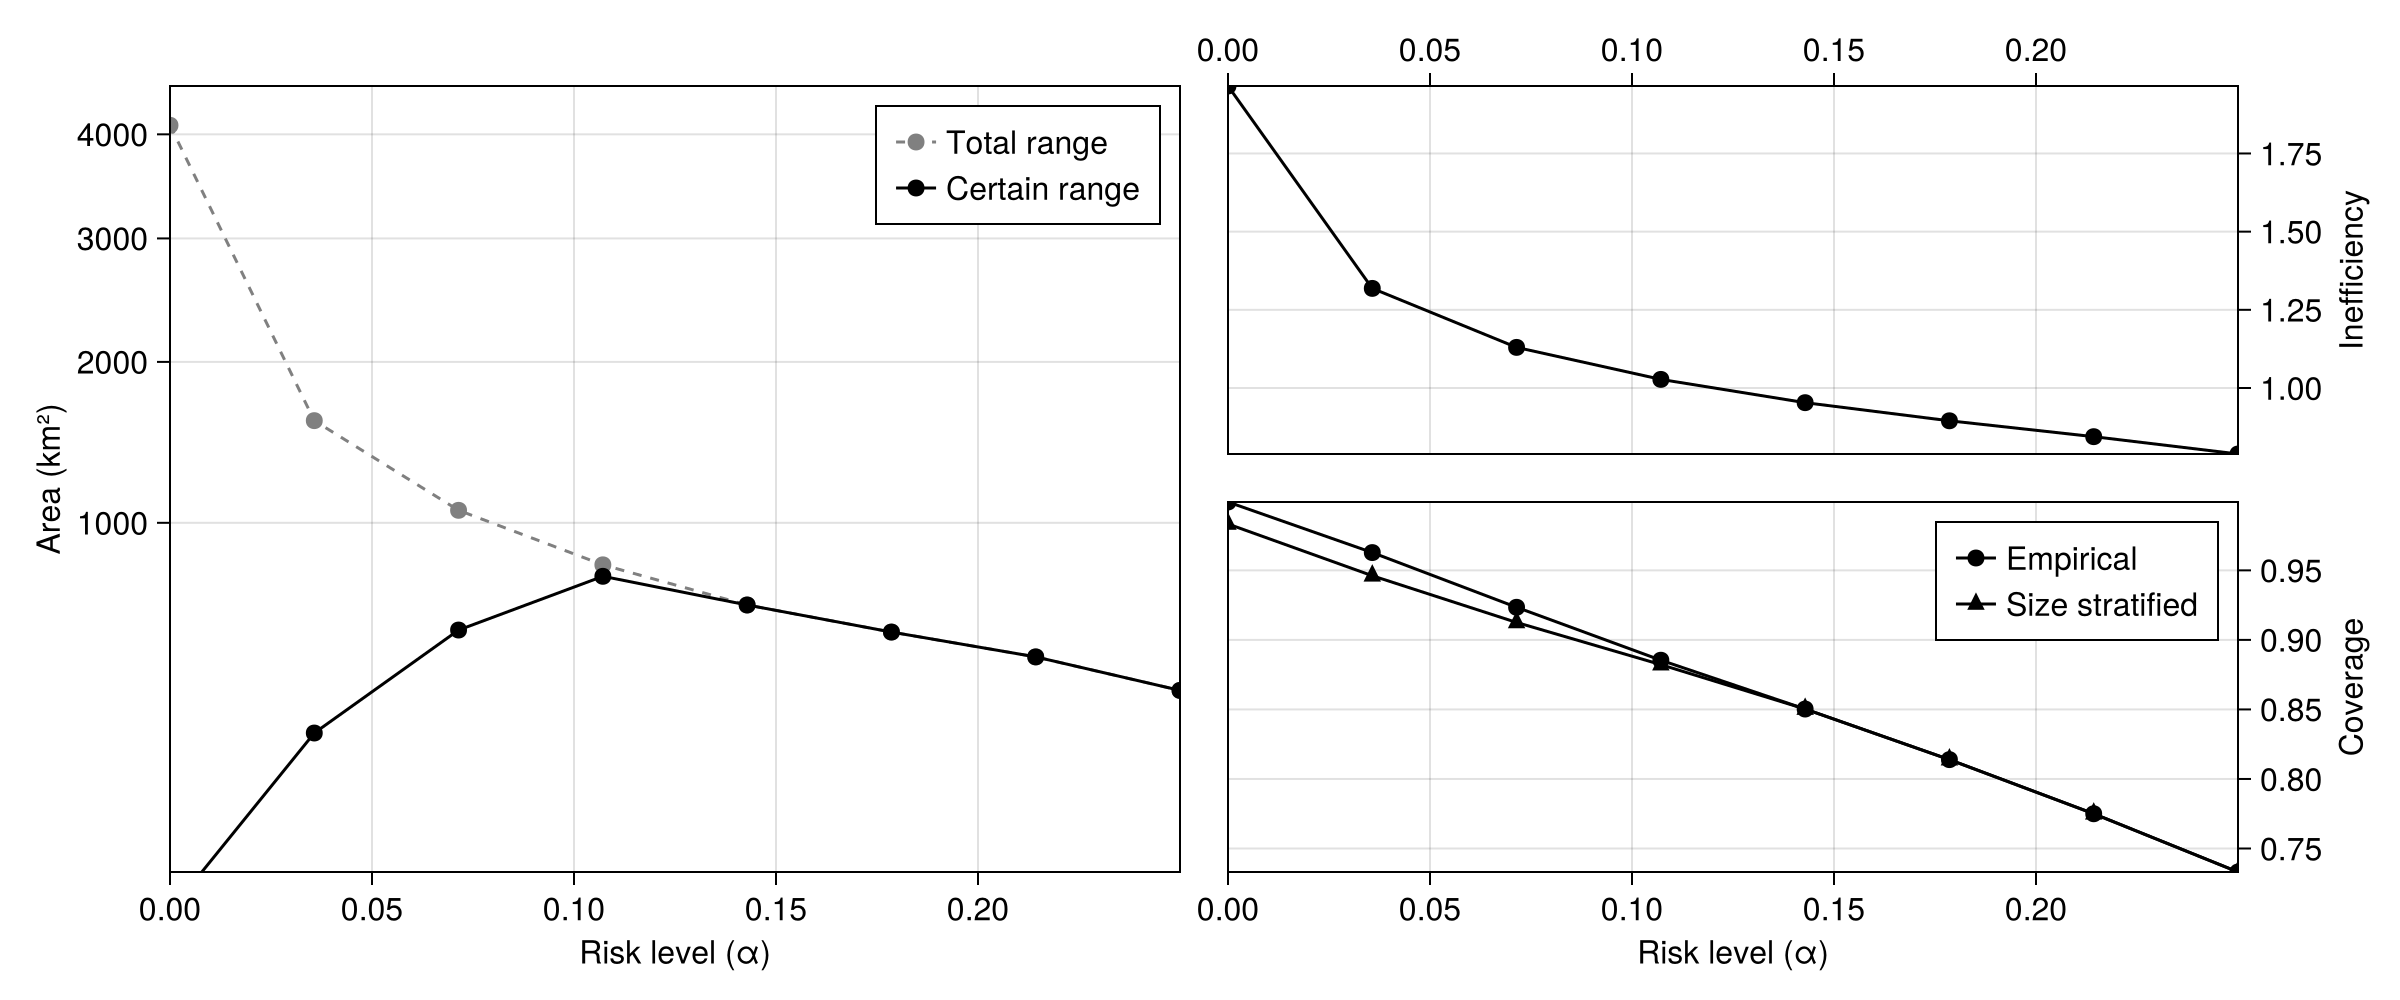 4000
3000
2000
1000
Area (km²)
Total range
Certain range
0.00 0.05 0.10 0.15 0.20
Risk level (α)
0.00 0.05 0.10 0.15 0.20
1.75
1.50
1.25
1.00
Inefficiency
Empirical
Size stratified
0.95
0.90
0.85
0.80
0.75
Coverage
0.00 0.05 0.10 0.15 0.20
Risk level (α)